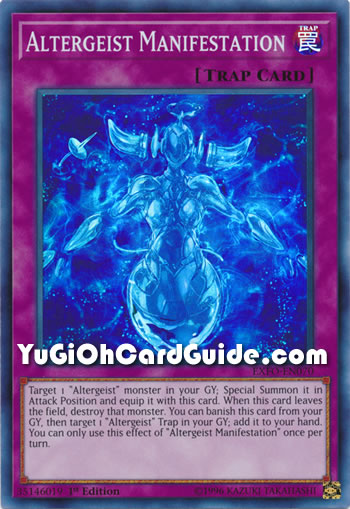 ALTERGEIST MANIFESTATION
TRAP
罠
[TRAP CARD]
EXFO-EN070
YuGiOhCardGuide.com
Target 1 "Altergeist" monster in your GY; Special Summon it in
Attack Position and equip it with this card. When this card leaves
the field, destroy that monster. You can banish this card from your
GY, then target 1 "Altergeist" Trap in your GY; add it to your hand.
You can only use this effect of "Altergeist Manifestation" once per
turn.
35146019 1st Edition ©1996 KAZUKI TAKAHASHI